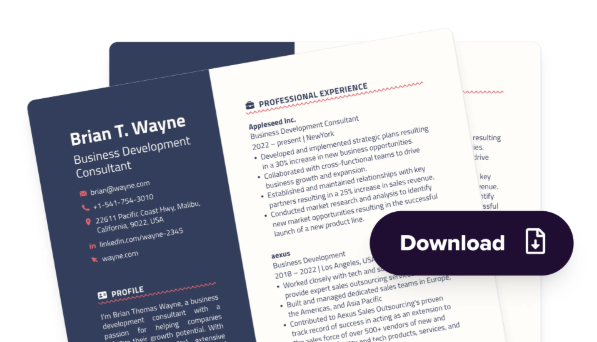 Brian T. Wayne
Business Development
Consultant
brian@wayne.com
+1-541-754-3010
22611 Pacific Coast Hwy, Malibu,
California, 9022, USA
linkedin.com/wayne-2345
wayne.com
PROFILE
I'm Brian Thomas Wayne, a business
development consultant with a
passion for helping companies
their growth potential. With
extensive
PROFESSIONAL EXPERIENCE
Appleseed Inc.
Business Development Consultant
2022 – present | NewYork
• Developed and implemented strategic plans resulting
in a 30% increase in new business opportunities.
• Collaborated with cross-functional teams to drive
business growth and expansion.
• Established and maintained relationships with key
partners resulting in a 25% increase in sales revenue.
• Conducted market research and analysis to identify
new market opportunities resulting in the successful
launch of a new product line.
aexus
Business Development
2018 – 2022 | Los Angeles, USA
• Worked closely with tech and
provide expert sales outsourcing
• Built and managed dedicated sales teams in Europe,
the Americas, and Asia Pacific
• Contributed to Aexus Sales Outsourcing's proven
track record of success in acting as an extension to
the sales force of over 500+ vendors of new and
and tech products, services, and
resulting
ies.
drive
key
venue.
ntify
ssful
Download